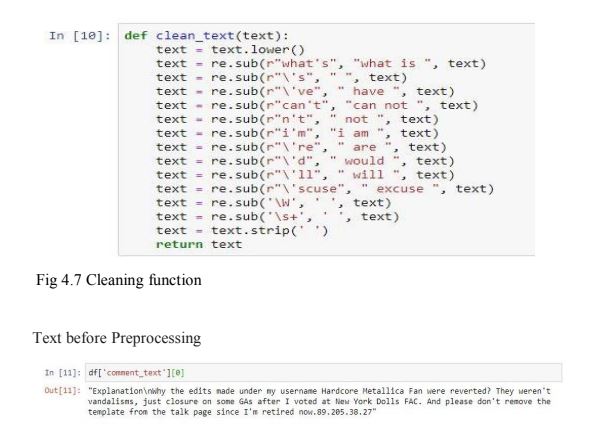 In [10]: def clean_text(text):
text = text.lower()
text = re.sub(r"what's", "what is ", text)
text = re.sub(r"\'s", " ", text)
text = re.sub(r"\'ve", " have ", text)
text = re.sub(r"can't", "can not ", text)
text = re.sub(r"n't", " not ", text)
text = re.sub(r"i'm", "i am ", text)
text = re.sub(r"\'re", " are ", text)
text = re.sub(r"\'d", " would ", text)
text = re.sub(r"\'ll", " will ", text)
text = re.sub(r"\'scuse", " excuse ", text)
text = re.sub('\W', ' ', text)
text = re.sub('\s+', ' ', text)
text = text.strip(' ')
return text
Fig 4.7 Cleaning function
Text before Preprocessing
In [11]: df['comment_text'][0]
Out[11]: "Explanation\nWhy the edits made under my username Hardcore Metallica Fan were reverted? They weren't
vandalisms, just closure on some GAs after I voted at New York Dolls FAC. And please don't remove the
template from the talk page since I'm retired now.89.205.38.27"